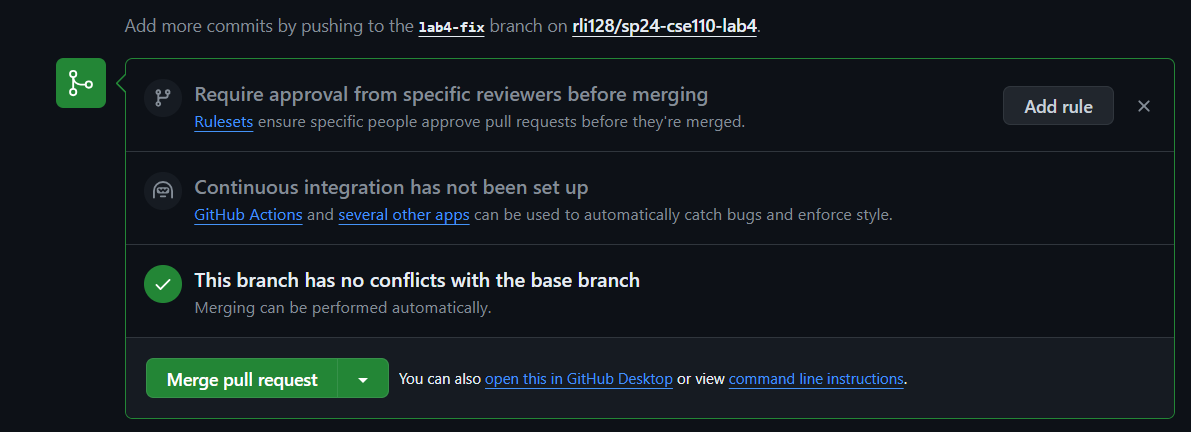 Add more commits by pushing to the lab4-fix branch on rli128/sp24-cse110-lab4.
Require approval from specific reviewers before merging
Rulesets ensure specific people approve pull requests before they're merged.
Add rule
Continuous integration has not been set up
GitHub Actions and several other apps can be used to automatically catch bugs and enforce style.
This branch has no conflicts with the base branch
Merging can be performed automatically.
Merge pull request
You can also open this in GitHub Desktop or view command line instructions.